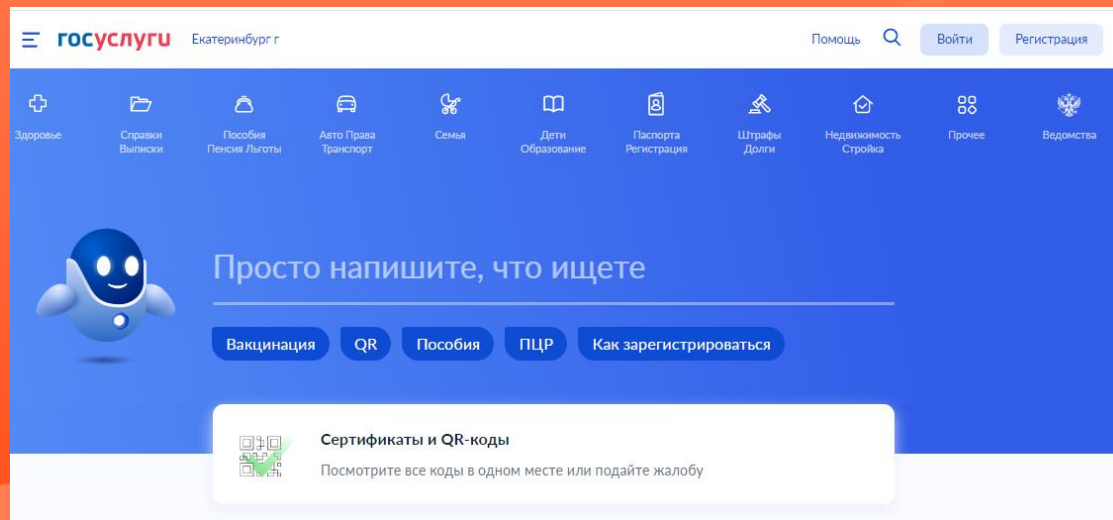 госуслуги Екатеринбург г Помощь Войти Регистрация
Здоровье
Справки
Выписки
Пособия
Пенсия Льготы
Авто Права
Транспорт
Семья
Дети
Образование
Паспорта
Регистрация
Штрафы
Долги
Недвижимость
Стройка
Прочее
Ведомства
Просто напишите, что ищете
Вакцинация QR Пособия ПЦР Как зарегистрироваться
Сертификаты и QR-коды
Посмотрите все коды в одном месте или подайте жалобу